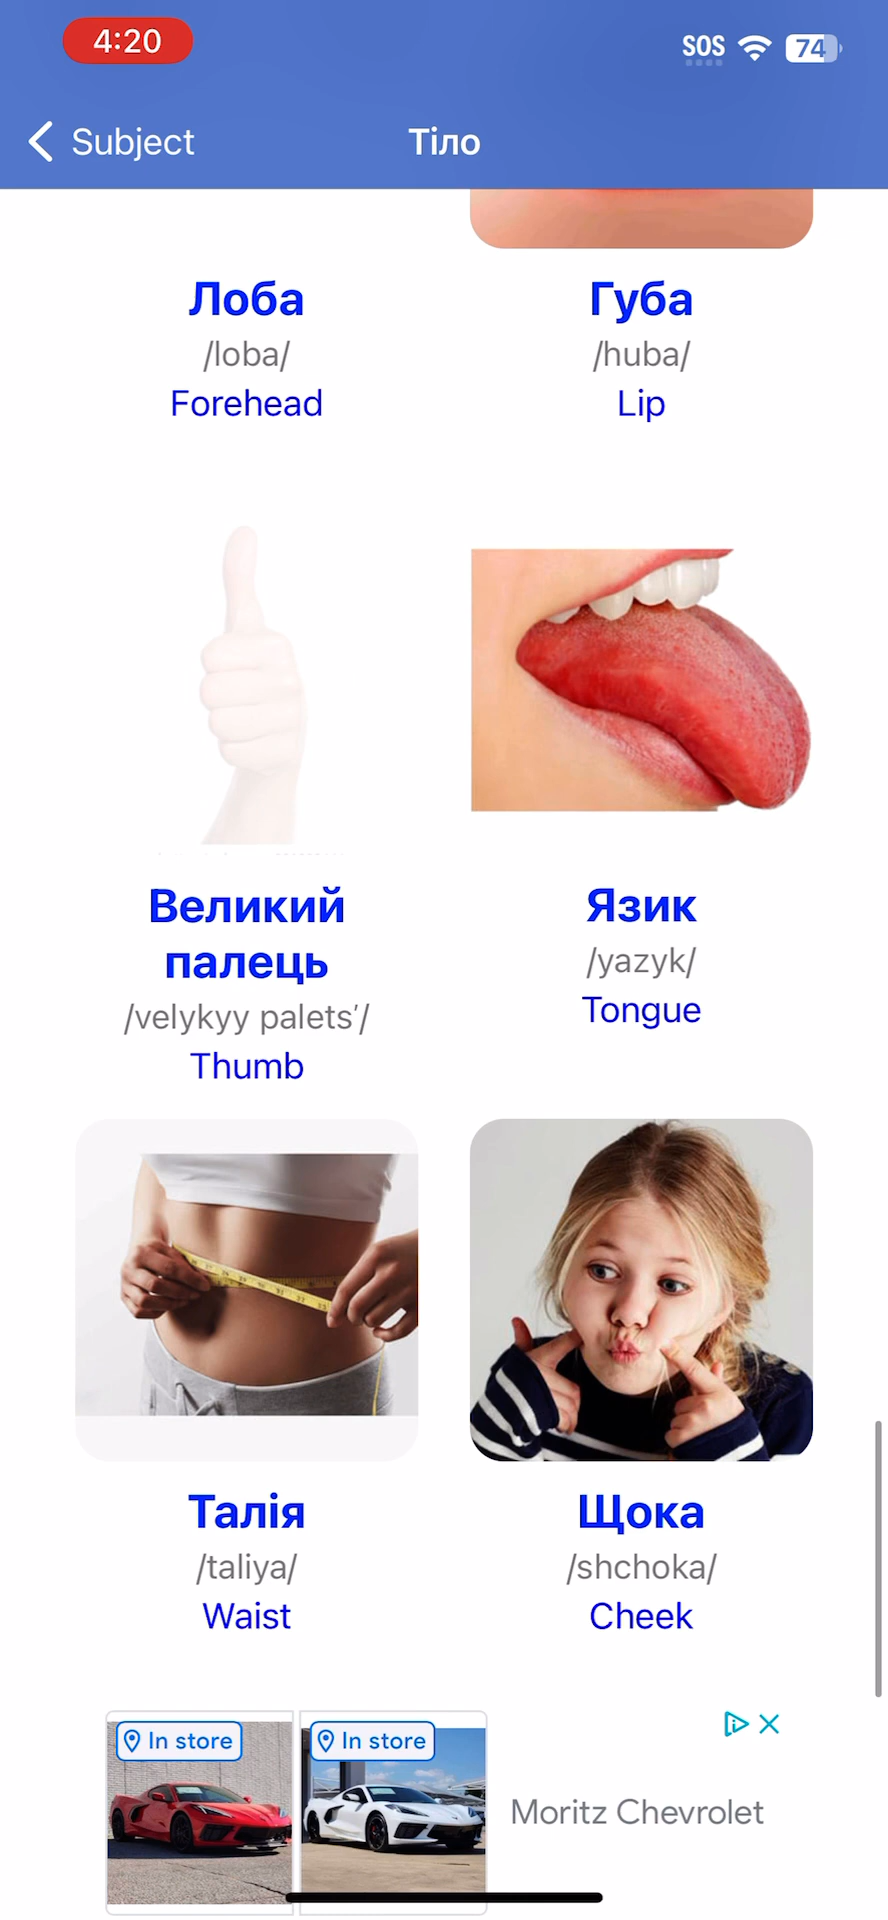 4:20
SOS
74
Subject
Тіло
Лоба
/loba/
Forehead
Губа
/huba/
Lip
Великий
палець
/velykyy paletsʹ/
Thumb
Язик
/yazyk/
Tongue
Талія
/taliya/
Waist
Щока
/shchoka/
Cheek
In store
In store
Moritz Chevrolet